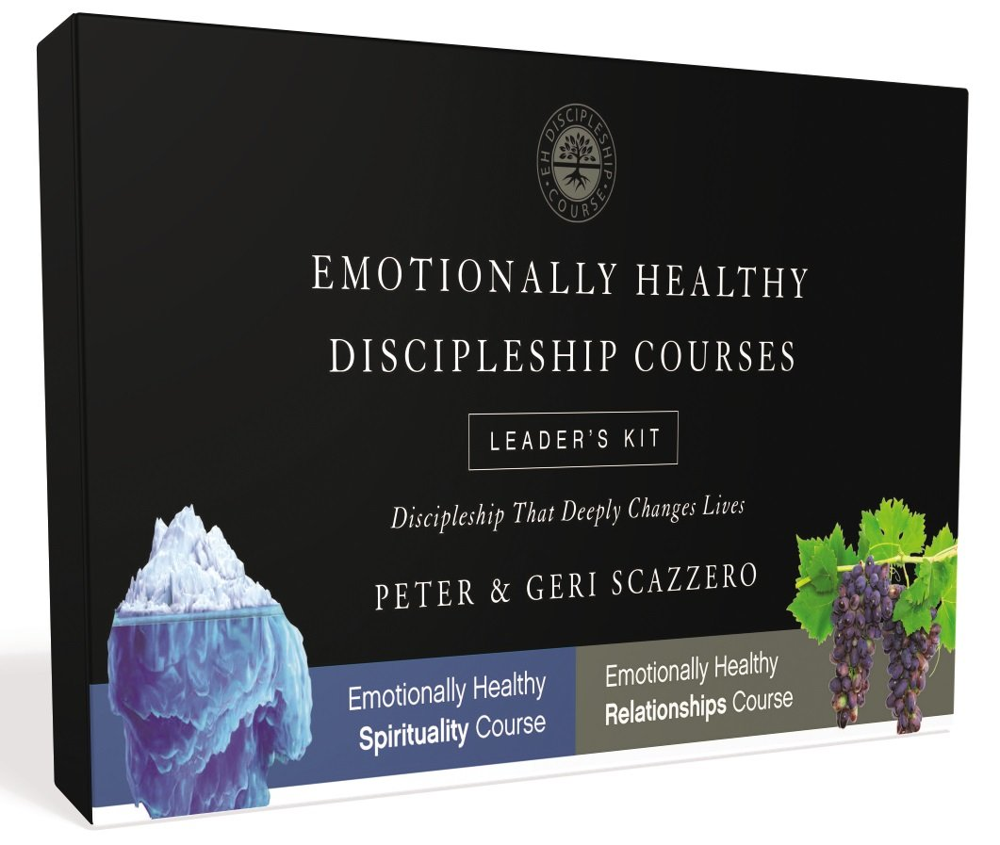 • EH DISCIPLESHIP •
COURSE
EMOTIONALLY HEALTHY
DISCIPLESHIP COURSES
LEADER'S KIT
Discipleship That Deeply Changes Lives
PETER & GERI SCAZZERO
Emotionally Healthy
Spirituality Course
Emotionally Healthy
Relationships Course